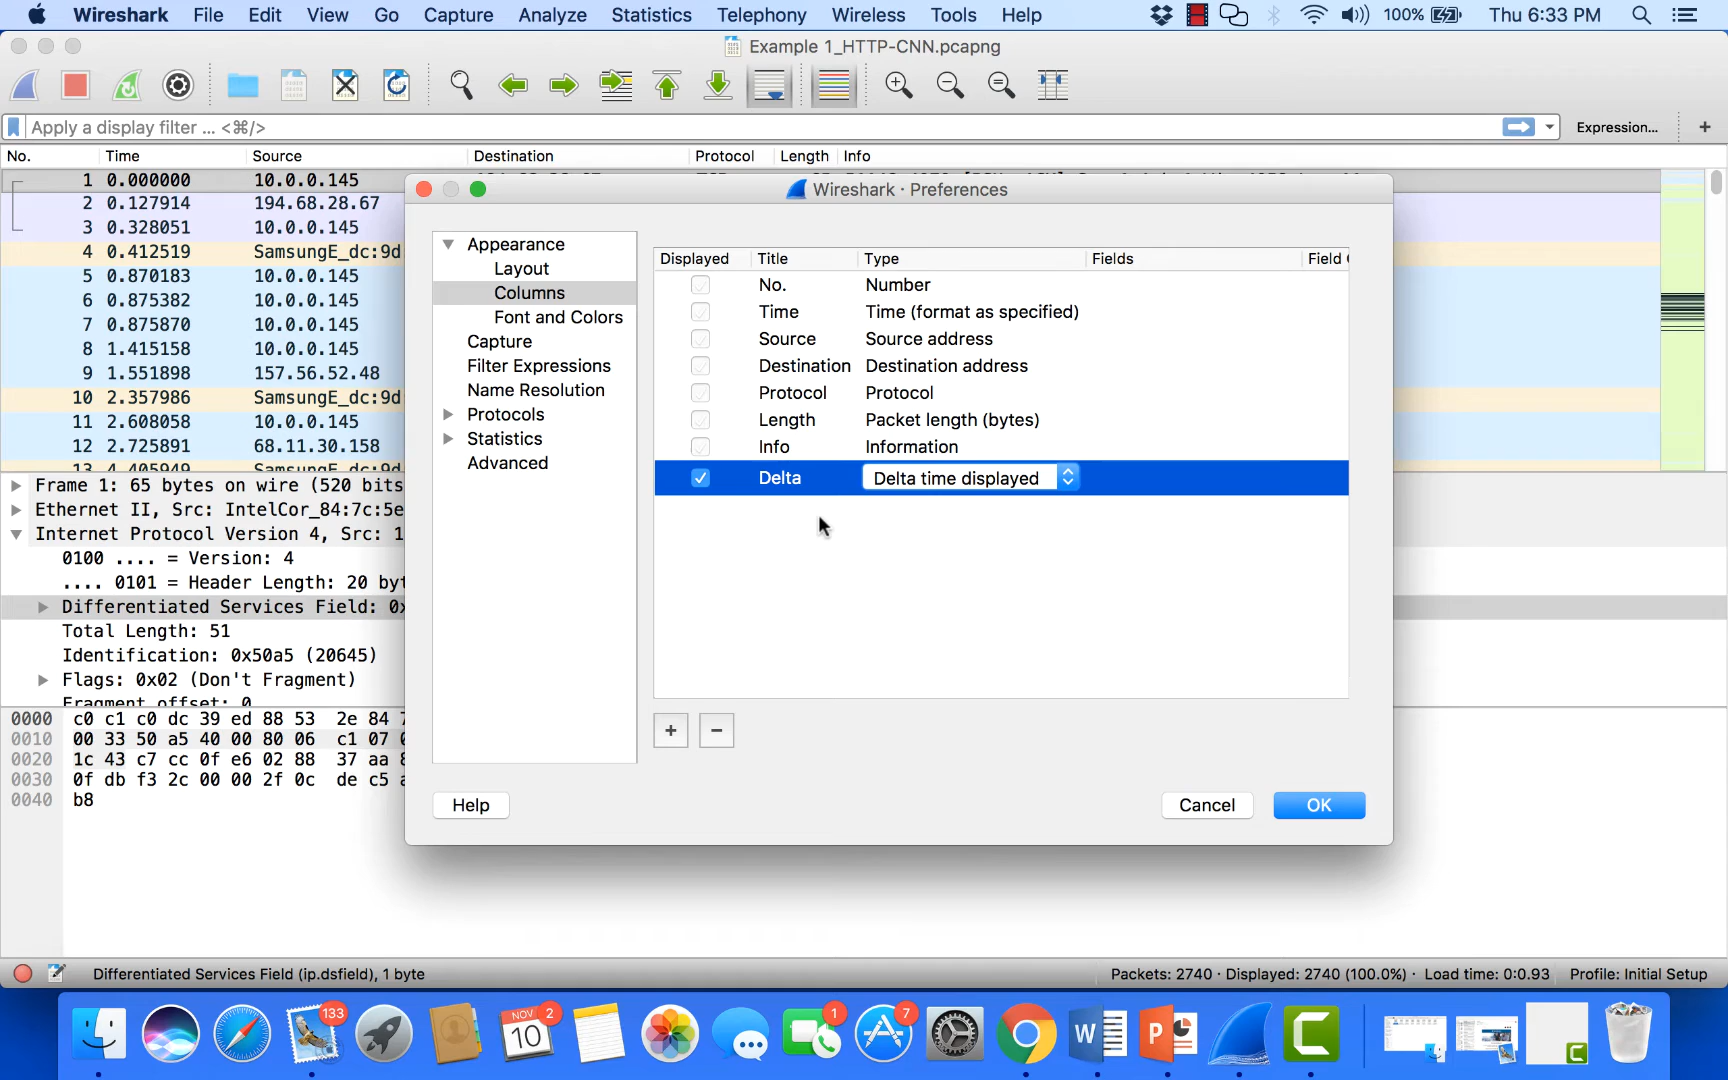 Wireshark File Edit View Go Capture Analyze Statistics Telephony Wireless Tools Help 100% Thu 6:33 PM
Example 1_HTTP-CNN.pcapng
Apply a display filter ... <⌘/> Expression... +
No. Time Source Destination Protocol Length Info
1 0.000000 10.0.0.145
2 0.127914 194.68.28.67
3 0.328051 10.0.0.145
4 0.412519 SamsungE_dc:9d
5 0.870183 10.0.0.145
6 0.875382 10.0.0.145
7 0.875870 10.0.0.145
8 1.415158 10.0.0.145
9 1.551898 157.56.52.48
10 2.357986 SamsungE_dc:9d
11 2.608058 10.0.0.145
12 2.725891 68.11.30.158
13 4.405949 SamsungE_dc:9d
Frame 1: 65 bytes on wire (520 bits
Ethernet II, Src: IntelCor_84:7c:5e
Internet Protocol Version 4, Src: 1
0100 .... = Version: 4
.... 0101 = Header Length: 20 byt
Differentiated Services Field: 0x
Total Length: 51
Identification: 0x50a5 (20645)
Flags: 0x02 (Don't Fragment)
Fragment offset: 0
0000 c0 c1 c0 dc 39 ed 88 53 2e 84 7
0010 00 33 50 a5 40 00 80 06 c1 07 0
0020 1c 43 c7 cc 0f e6 02 88 37 aa
0030 0f db f3 2c 00 00 2f 0c de c5
0040 b8
Wireshark · Preferences
Appearance
Layout
Columns
Font and Colors
Capture
Filter Expressions
Name Resolution
Protocols
Statistics
Advanced
Displayed Title Type Fields Field
No. Number
Time Time (format as specified)
Source Source address
Destination Destination address
Protocol Protocol
Length Packet length (bytes)
Info Information
Delta Delta time displayed
+ −
Help Cancel OK
Differentiated Services Field (ip.dsfield), 1 byte Packets: 2740 · Displayed: 2740 (100.0%) · Load time: 0:0.93 Profile: Initial Setup
133 NOV 10 2 1 7 W P C